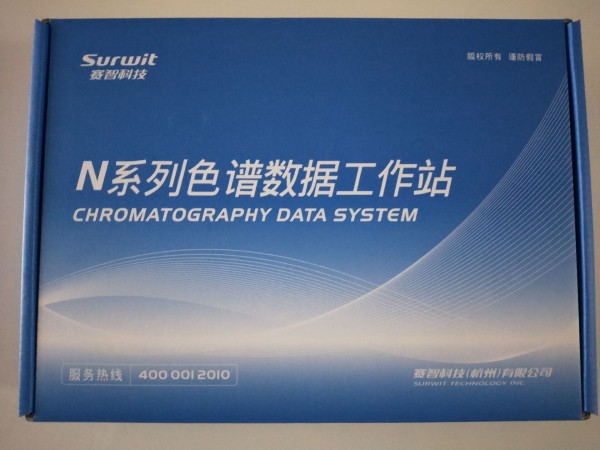 Surwit
赛智科技
版权所有 谨防假冒
N系列色谱数据工作站
CHROMATOGRAPHY DATA SYSTEM
服务热线 400 001 2010
赛智科技(杭州)有限公司
SURWIT TECHNOLOGY INC.